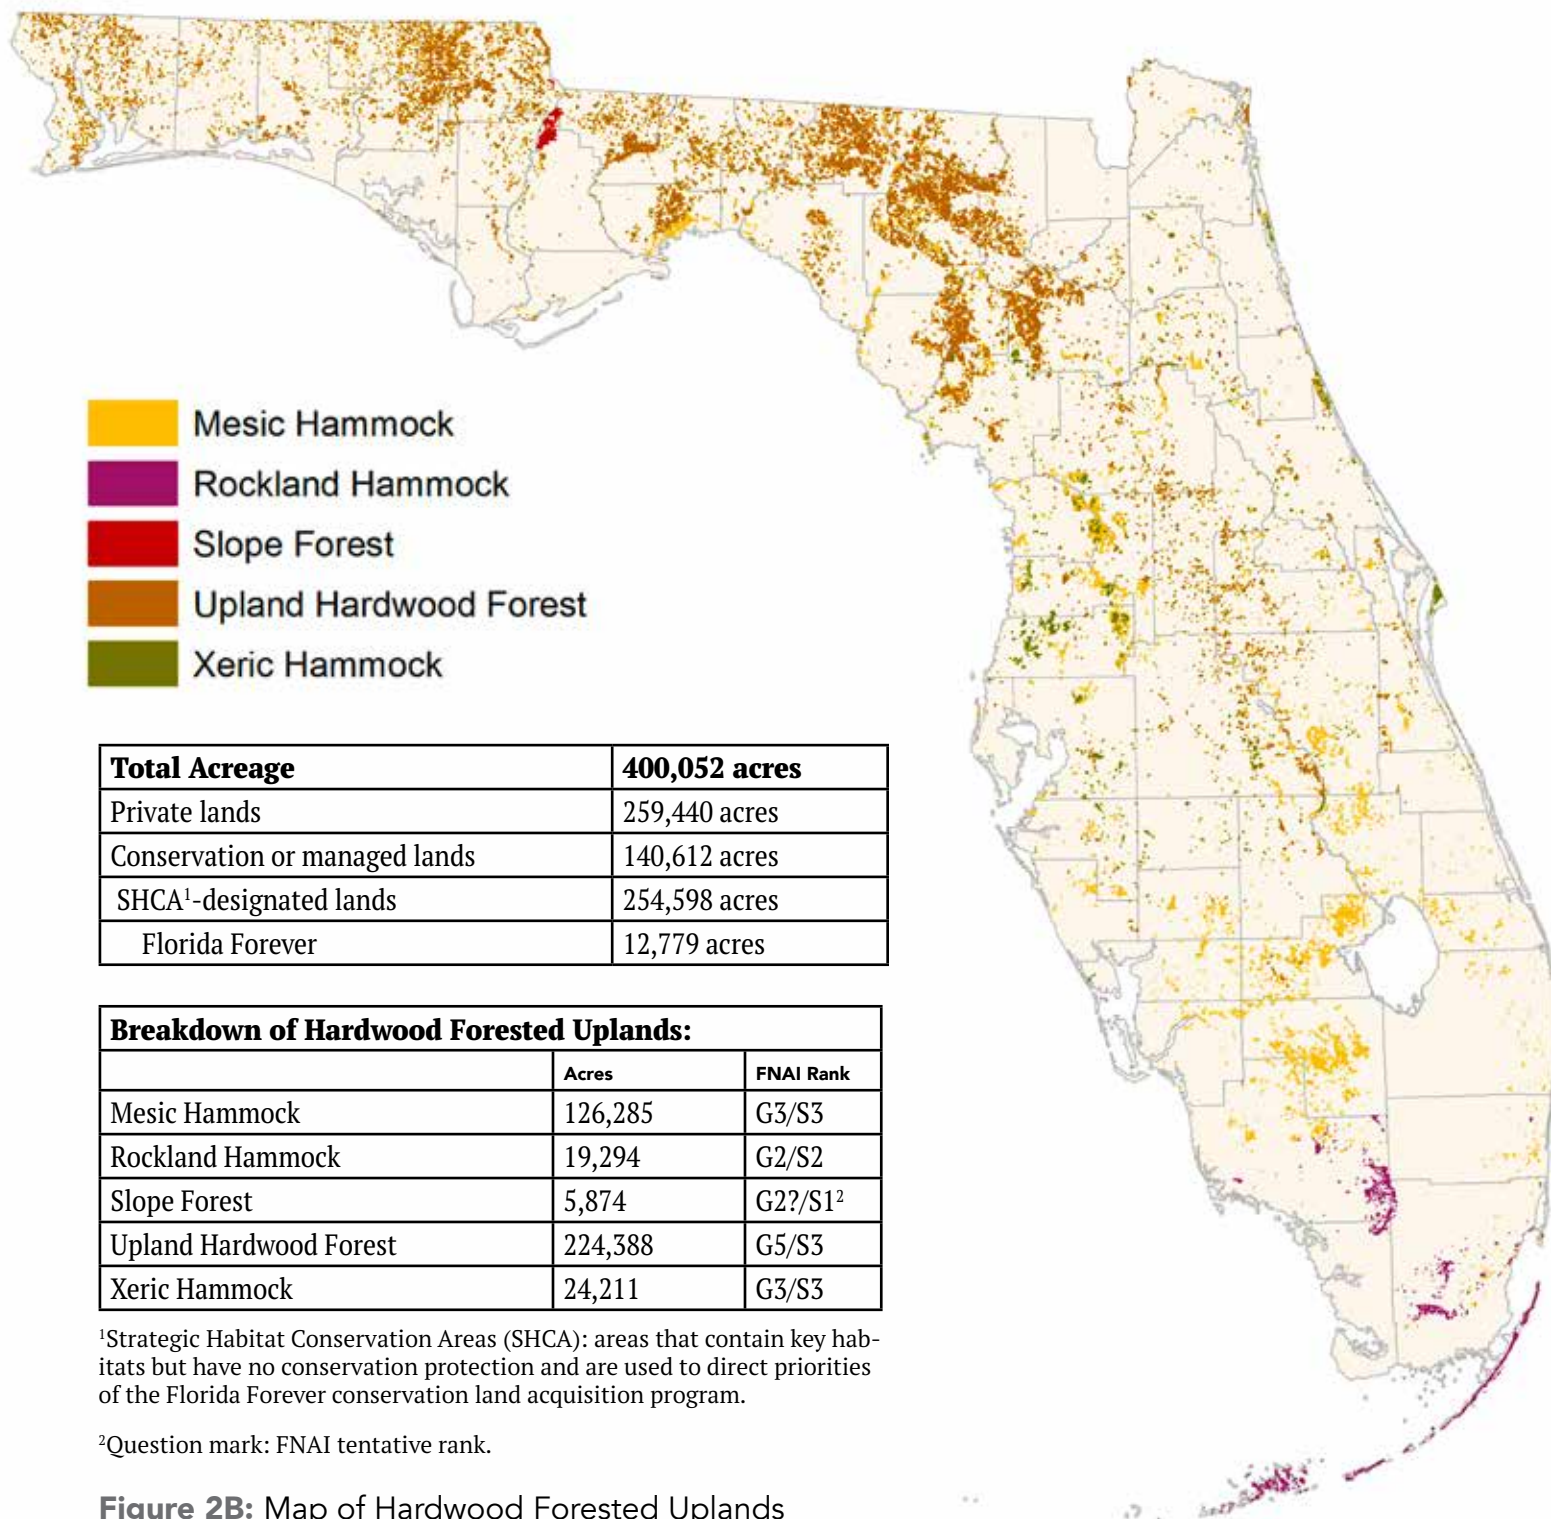 Mesic Hammock
Rockland Hammock
Slope Forest
Upland Hardwood Forest
Xeric Hammock
Total Acreage 400,052 acres
Private lands 259,440 acres
Conservation or managed lands 140,612 acres
SHCA¹-designated lands 254,598 acres
Florida Forever 12,779 acres
Breakdown of Hardwood Forested Uplands:
Acres FNAI Rank
Mesic Hammock 126,285 G3/S3
Rockland Hammock 19,294 G2/S2
Slope Forest 5,874 G2?/S1²
Upland Hardwood Forest 224,388 G5/S3
Xeric Hammock 24,211 G3/S3
¹Strategic Habitat Conservation Areas (SHCA): areas that contain key hab-
itats but have no conservation protection and are used to direct priorities
of the Florida Forever conservation land acquisition program.
²Question mark: FNAI tentative rank.
Figure 2B: Map of Hardwood Forested Uplands